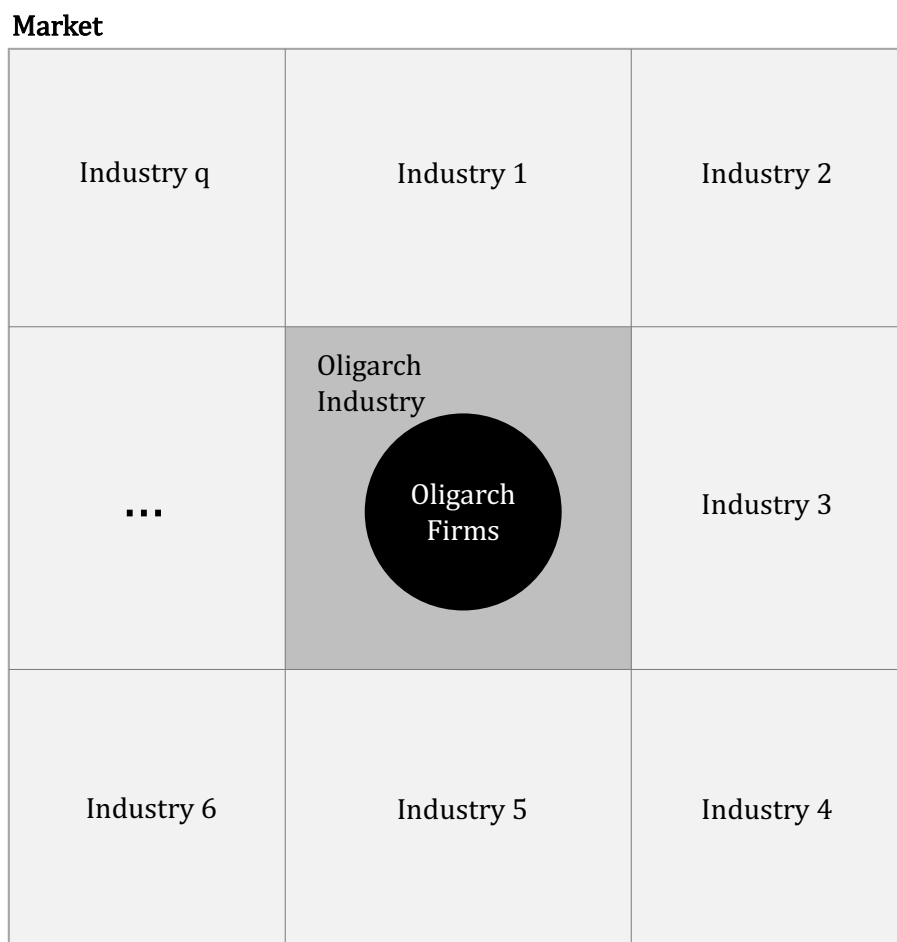 Market
Industry q
Industry 1
Industry 2
Oligarch
Industry
Oligarch
Firms
...
Industry 3
Industry 6
Industry 5
Industry 4